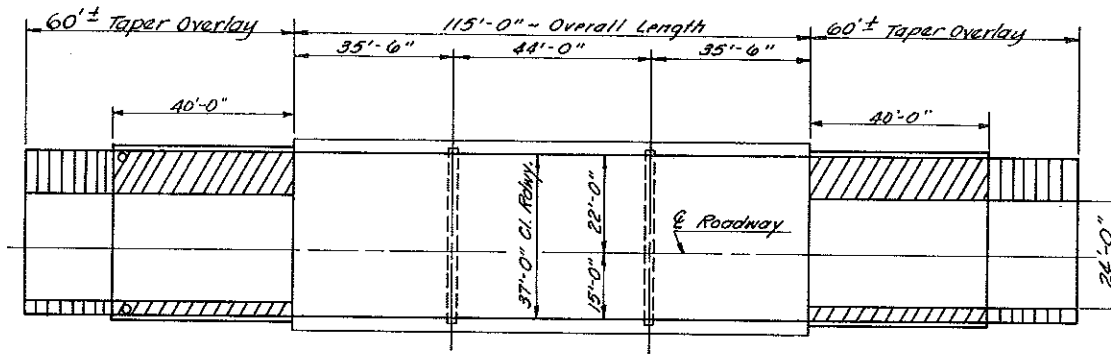 60'± Taper Overlay
115'-0" ~ Overall Length
60'± Taper Overlay
35'-6"
44'-0"
35'-6"
40'-0"
40'-0"
37'-0" Cl. Rdwy.
22'-0"
15'-0"
℄ Roadway
24'-0"